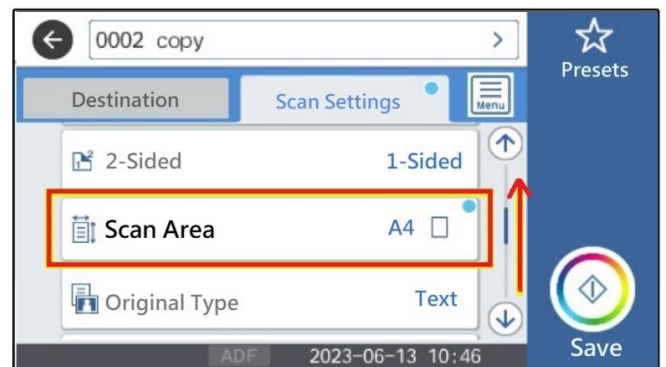 0002 copy
Presets
Destination
Scan Settings
Menu
2-Sided
1-Sided
Scan Area
A4
Original Type
Text
ADF
2023-06-13 10:46
Save